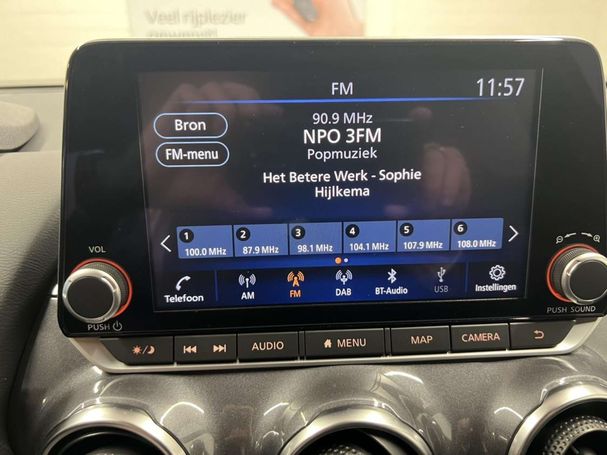 Veel rijplezier
gewenst!
FM
11:57
90.9 MHz
Bron
NPO 3FM
FM-menu
Popmuziek
Het Betere Werk - Sophie
Hijlkema
1 100.0 MHz
2 87.9 MHz
3 98.1 MHz
4 104.1 MHz
5 107.9 MHz
6 108.0 MHz
VOL
Telefoon
AM
FM
DAB
BT-Audio
USB
Instellingen
PUSH
PUSH SOUND
AUDIO
MENU
MAP
CAMERA